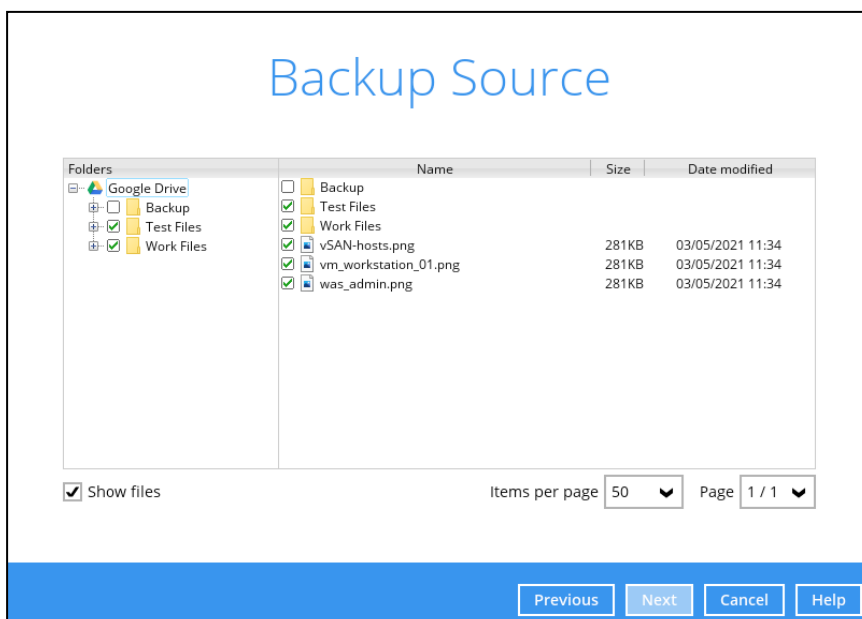 Backup Source
Folders Name Size Date modified
Google Drive Backup
Backup Test Files
Test Files Work Files
Work Files vSAN-hosts.png 281KB 03/05/2021 11:34
vm_workstation_01.png 281KB 03/05/2021 11:34
was_admin.png 281KB 03/05/2021 11:34
Show files Items per page 50 Page 1 / 1
Previous Next Cancel Help